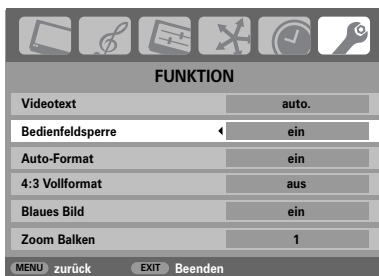 FUNKTION
Videotext auto.
Bedienfeldsperre ein
Auto-Format ein
4:3 Vollformat aus
Blaues Bild ein
Zoom Balken 1
MENU zurück EXIT Beenden